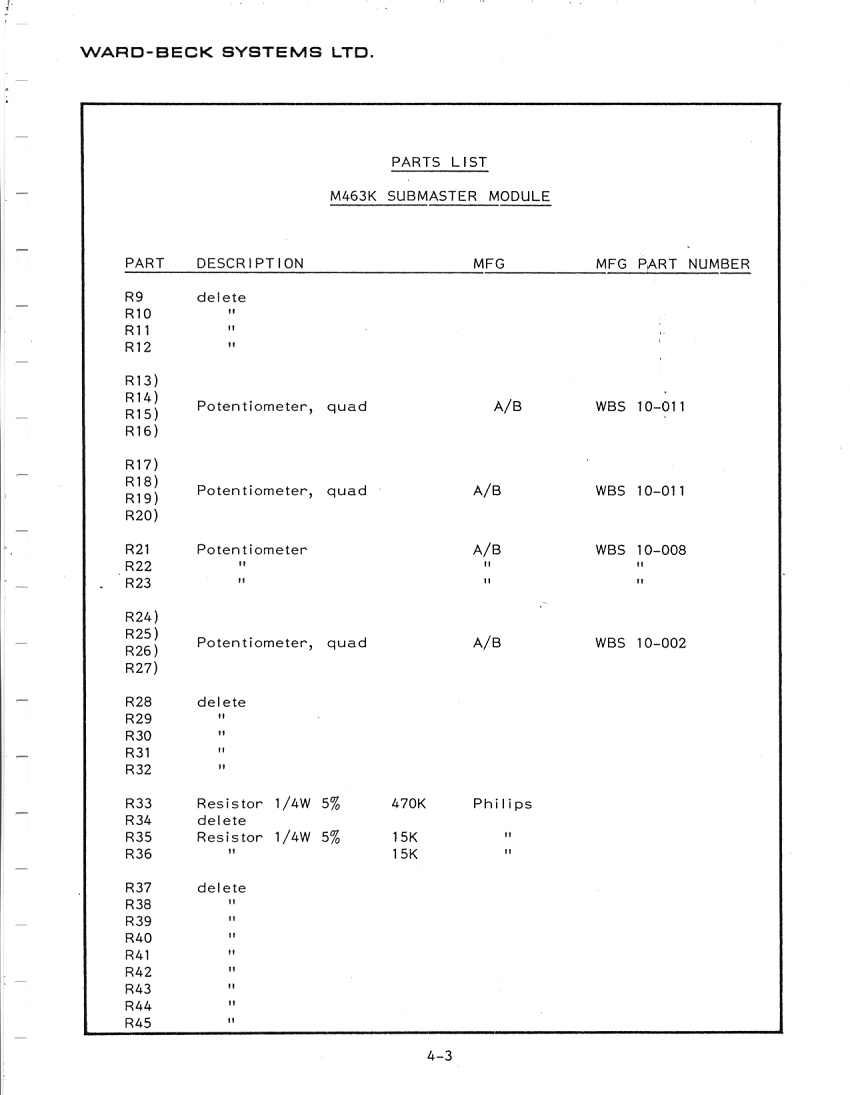 WARD-BECK SYSTEMS LTD.
PARTS LIST
M463K SUBMASTER MODULE
PART DESCRIPTION MFG MFG PART NUMBER
R9 delete
R10 "
R11 "
R12 "
R13)
R14)
R15) Potentiometer, quad A/B WBS 10-011
R16)
R17)
R18)
R19) Potentiometer, quad A/B WBS 10-011
R20)
R21 Potentiometer A/B WBS 10-008
R22 " " "
R23 " " "
R24)
R25)
R26) Potentiometer, quad A/B WBS 10-002
R27)
R28 delete
R29 "
R30 "
R31 "
R32 "
R33 Resistor 1/4W 5% 470K Philips
R34 delete
R35 Resistor 1/4W 5% 15K "
R36 " 15K "
R37 delete
R38 "
R39 "
R40 "
R41 "
R42 "
R43 "
R44 "
R45 "
4-3